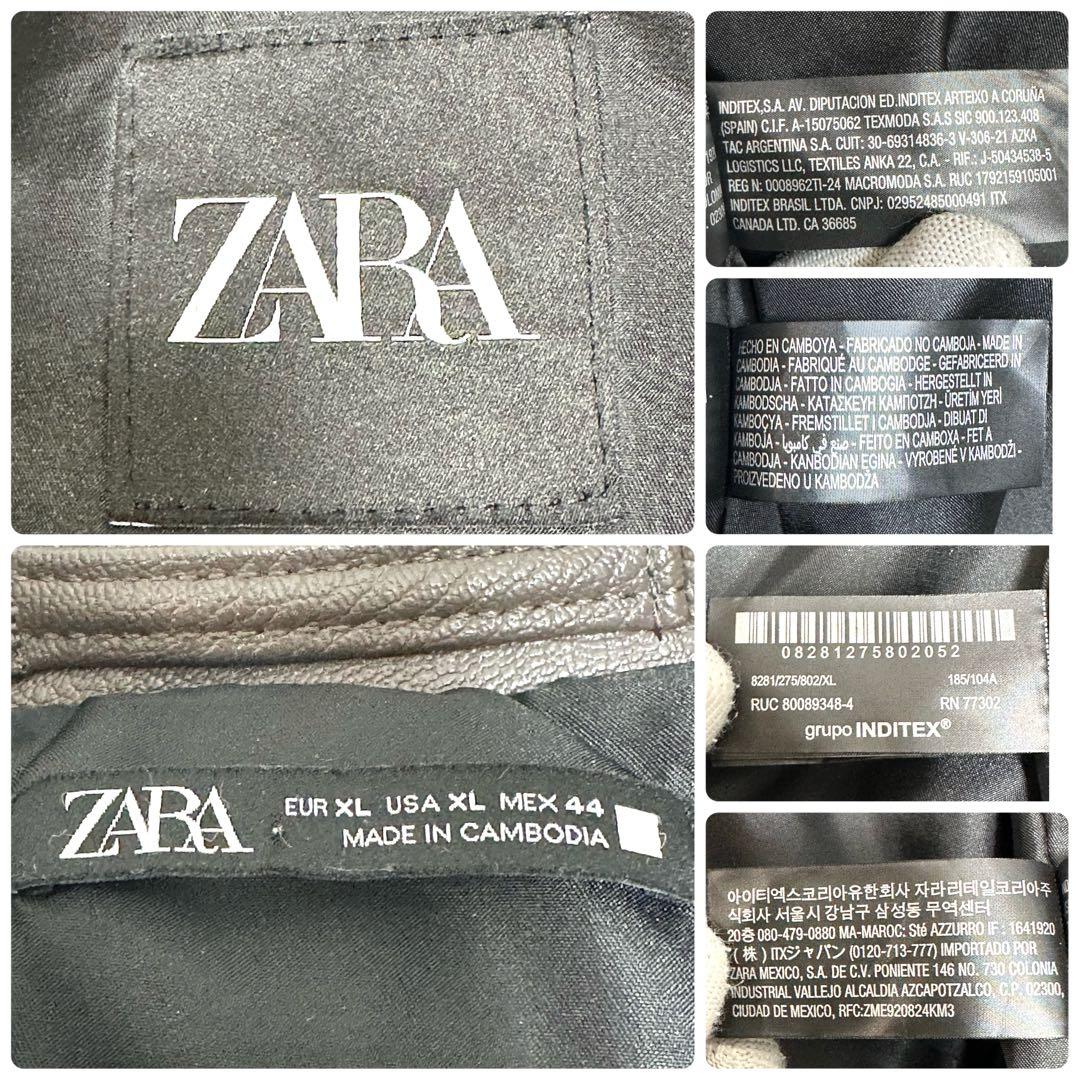 ZARA
INDITEX,S.A. AV. DIPUTACION ED.INDITEX ARTEIXO A CORUÑA
(SPAIN) C.I.F. A-15075062 TEXMODA S.A.S SIC 900.123.408
TAC ARGENTINA S.A. CUIT: 30-69314836-3 V-306-21 AZKA
LOGISTICS LLC, TEXTILES ANKA 22, C.A. - RIF.: J-50434538-5
REG N: 0008962TI-24 MACROMODA S.A. RUC 1792159105001
INDITEX BRASIL LTDA. CNPJ: 02952485000491 ITX
CANADA LTD. CA 36685
HECHO EN CAMBOYA - FABRICADO NO CAMBOJA - MADE IN
CAMBODIA - FABRIQUÉ AU CAMBODGE - GEFABRICEERD IN
CAMBODJA - FATTO IN CAMBOGIA - HERGESTELLT IN
KAMBODSCHA - ΚΑΤΑΣΚΕΥΗ ΚΑΜΠΟΤΖΗ - ÜRETİM YERİ
KAMBOÇYA - FREMSTILLET I CAMBODJA - DIBUAT DI
KAMBOJA - صنع في كامبوديا - FEITO EN CAMBOXA - FET A
CAMBODJA - KANBODIAN EGINA - VYROBENÉ V KAMBODŽI -
PROIZVEDENO U KAMBODŽA
ZARA EUR XL USA XL MEX 44
MADE IN CAMBODIA
08281275802052
8281/275/802/XL 185/104A
RUC 80089348-4 RN 77302
grupo INDITEX®
아이티엑스코리아유한회사 자라리테일코리아주
식회사 서울시 강남구 삼성동 무역센터
20층 080-479-0880 MA-MAROC: Sté AZZURRO IF : 1641920
(株) ITXジャパン (0120-713-777) IMPORTADO POR
ZARA MEXICO, S.A. DE C.V. PONIENTE 146 NO. 730 COLONIA
INDUSTRIAL VALLEJO ALCALDIA AZCAPOTZALCO, C.P. 02300,
CIUDAD DE MEXICO, RFC:ZME920824KM3